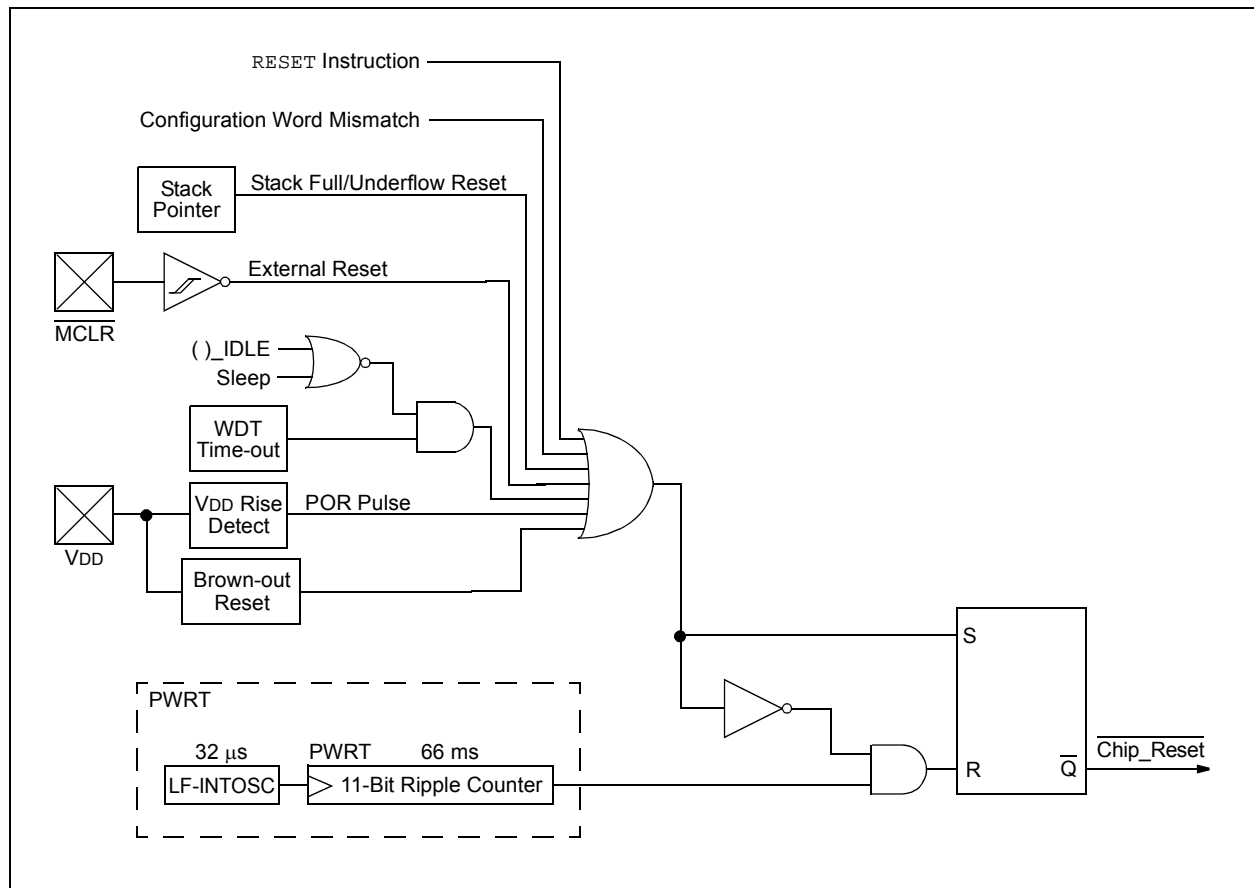 RESET Instruction
Configuration Word Mismatch
Stack
Pointer
Stack Full/Underflow Reset
External Reset
MCLR
( )_IDLE
Sleep
WDT
Time-out
VDD Rise
Detect
POR Pulse
VDD
Brown-out
Reset
S
PWRT
32 μs
PWRT
66 ms
LF-INTOSC
11-Bit Ripple Counter
R
Q
Chip_Reset